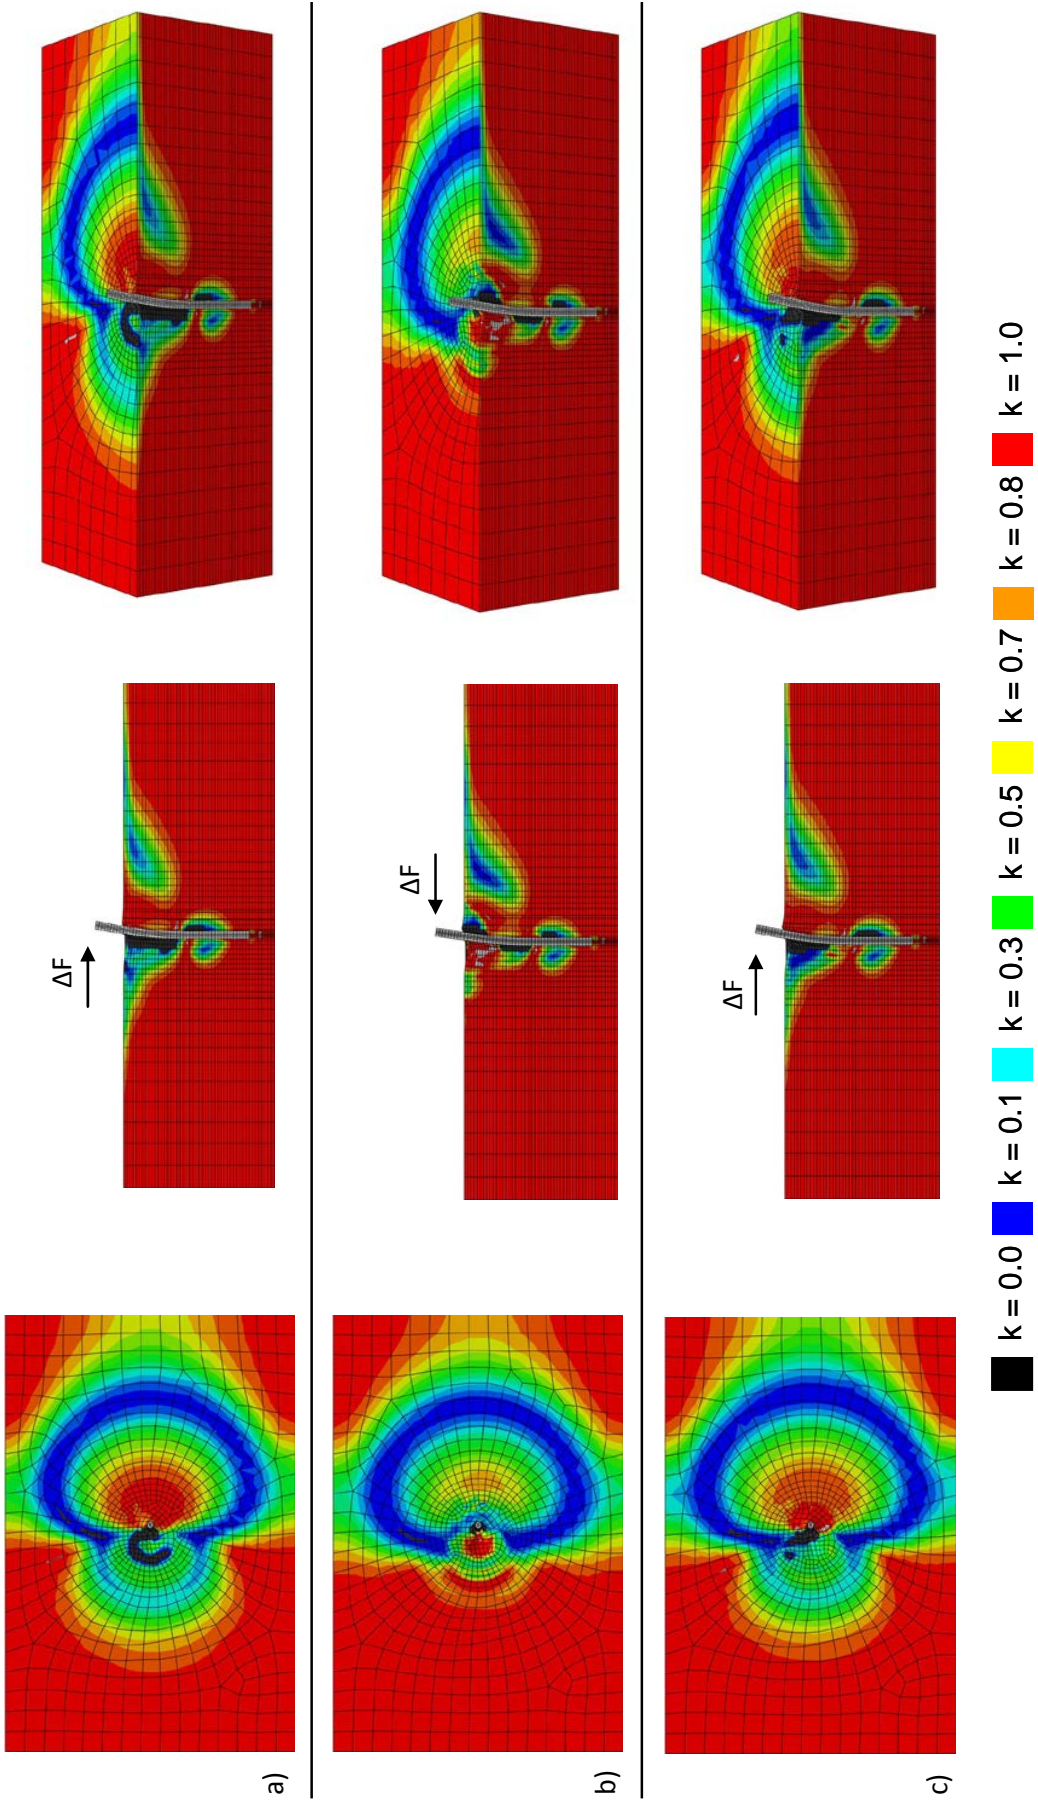 a)
ΔF
b)
ΔF
c)
ΔF
k = 0.0
k = 0.1
k = 0.3
k = 0.5
k = 0.7
k = 0.8
k = 1.0